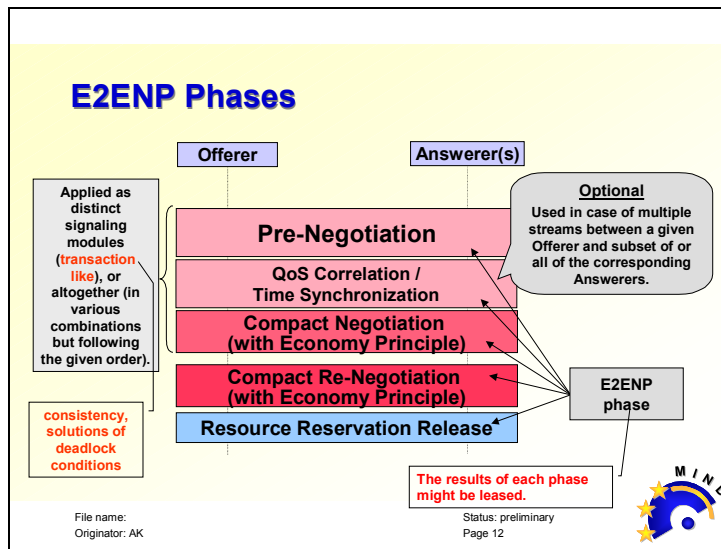 E2ENP Phases
Offerer
Answerer(s)
Applied as
distinct
signaling
modules
(transaction
like), or
altogether (in
various
combinations
but following
the given order).
Optional
Used in case of multiple
streams between a given
Offerer and subset of or
all of the corresponding
Answerers.
Pre-Negotiation
QoS Correlation /
Time Synchronization
Compact Negotiation
(with Economy Principle)
Compact Re-Negotiation
(with Economy Principle)
E2ENP
phase
consistency,
solutions of
deadlock
conditions
Resource Reservation Release
The results of each phase
might be leased.
MIND
File name:
Originator: AK
Status: preliminary
Page 12